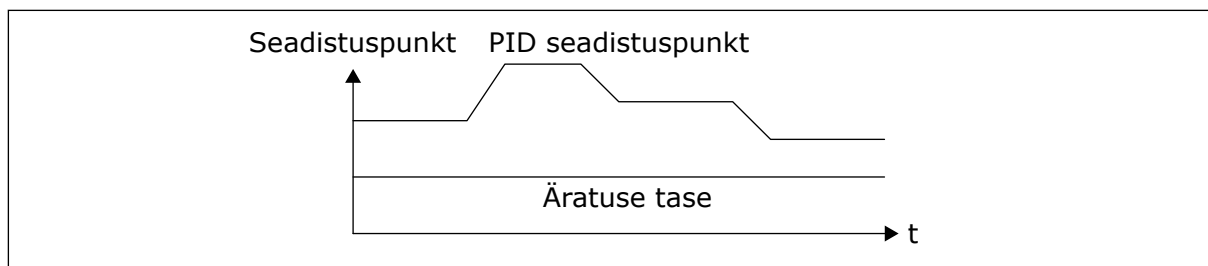 Seadistuspunkt
PID seadistuspunkt
Äratuse tase
t